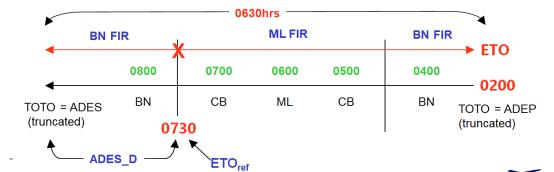 0630hrs
BN FIR ML FIR BN FIR
X ETO
0800 0700 0600 0500 0400
0200
TOTO = ADES BN CB ML CB BN TOTO = ADEP
(truncated) (truncated)
0730
ADES_D ETOref